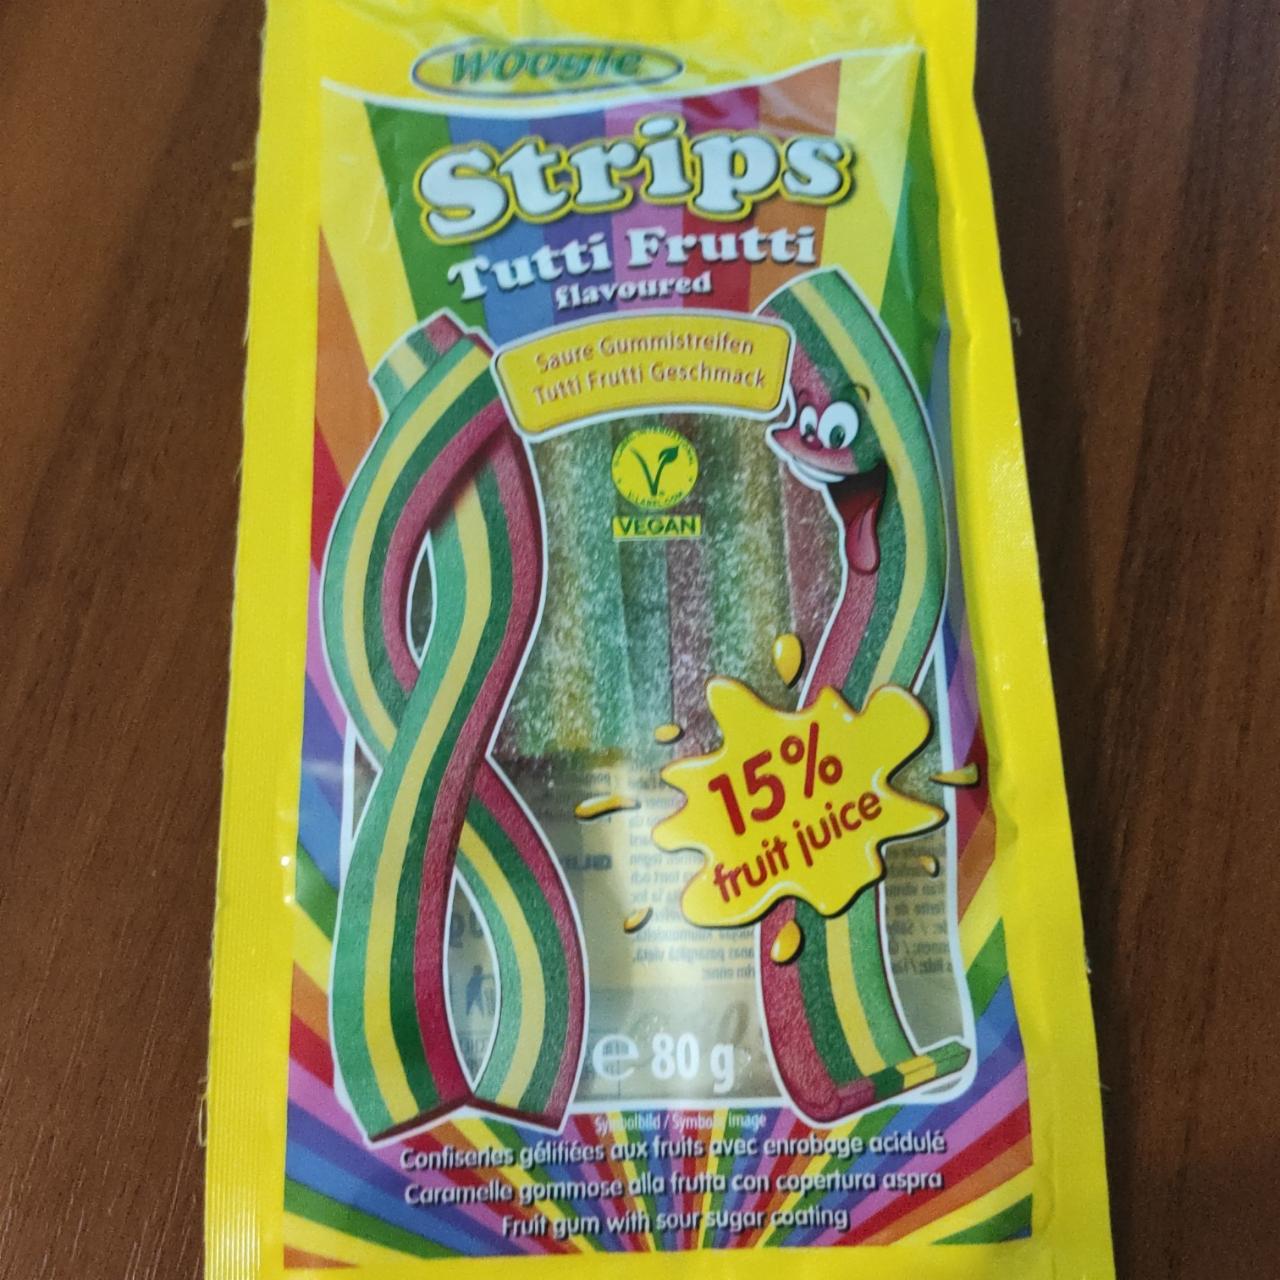 Woogie
Strips
Tutti Frutti
flavoured
Saure Gummistreifen
Tutti Frutti Geschmack
VEGAN
15%
fruit juice
e 80 g
Symbolbild / Symbolic image
Confiseries gélifiées aux fruits avec enrobage acidulé
Caramelle gommose alla frutta con copertura aspra
Fruit gum with sour sugar coating